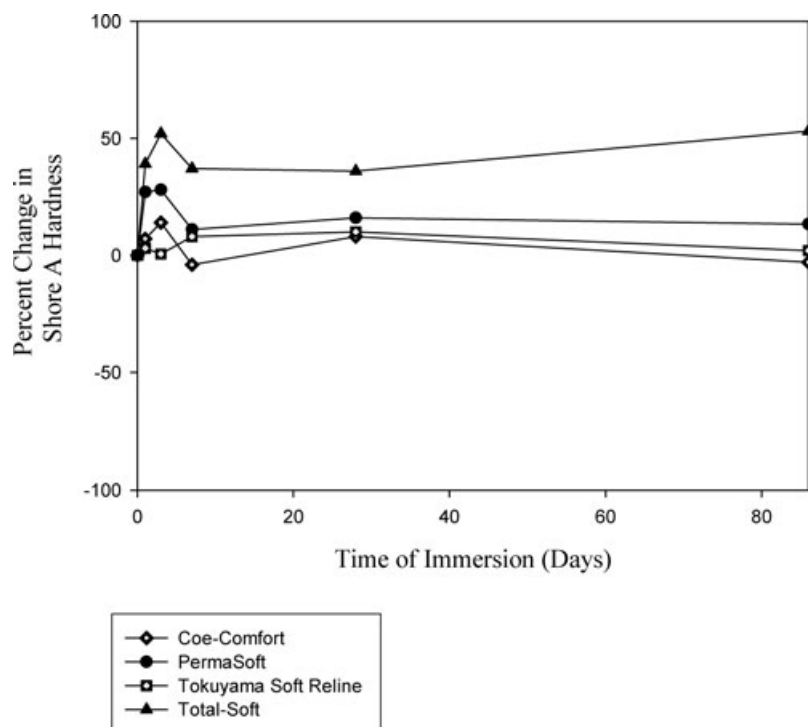 100
50
0
-50
-100
Percent Change in
Shore A Hardness
0 20 40 60 80
Time of Immersion (Days)
Coe-Comfort
PermaSoft
Tokuyama Soft Reline
Total-Soft